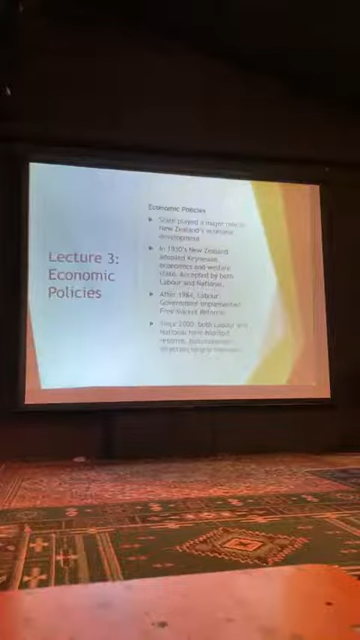 Lecture 3:
Economic
Policies
Economic Policies
State played a major role in
New Zealand's economic
development
In 1930's New Zealand
adopted Keynesian
economics and welfare
state, accepted by both
Labour and National.
After 1984, Labour
Government implemented
Free Market Reforms
Since 2000, both Labour and
National have